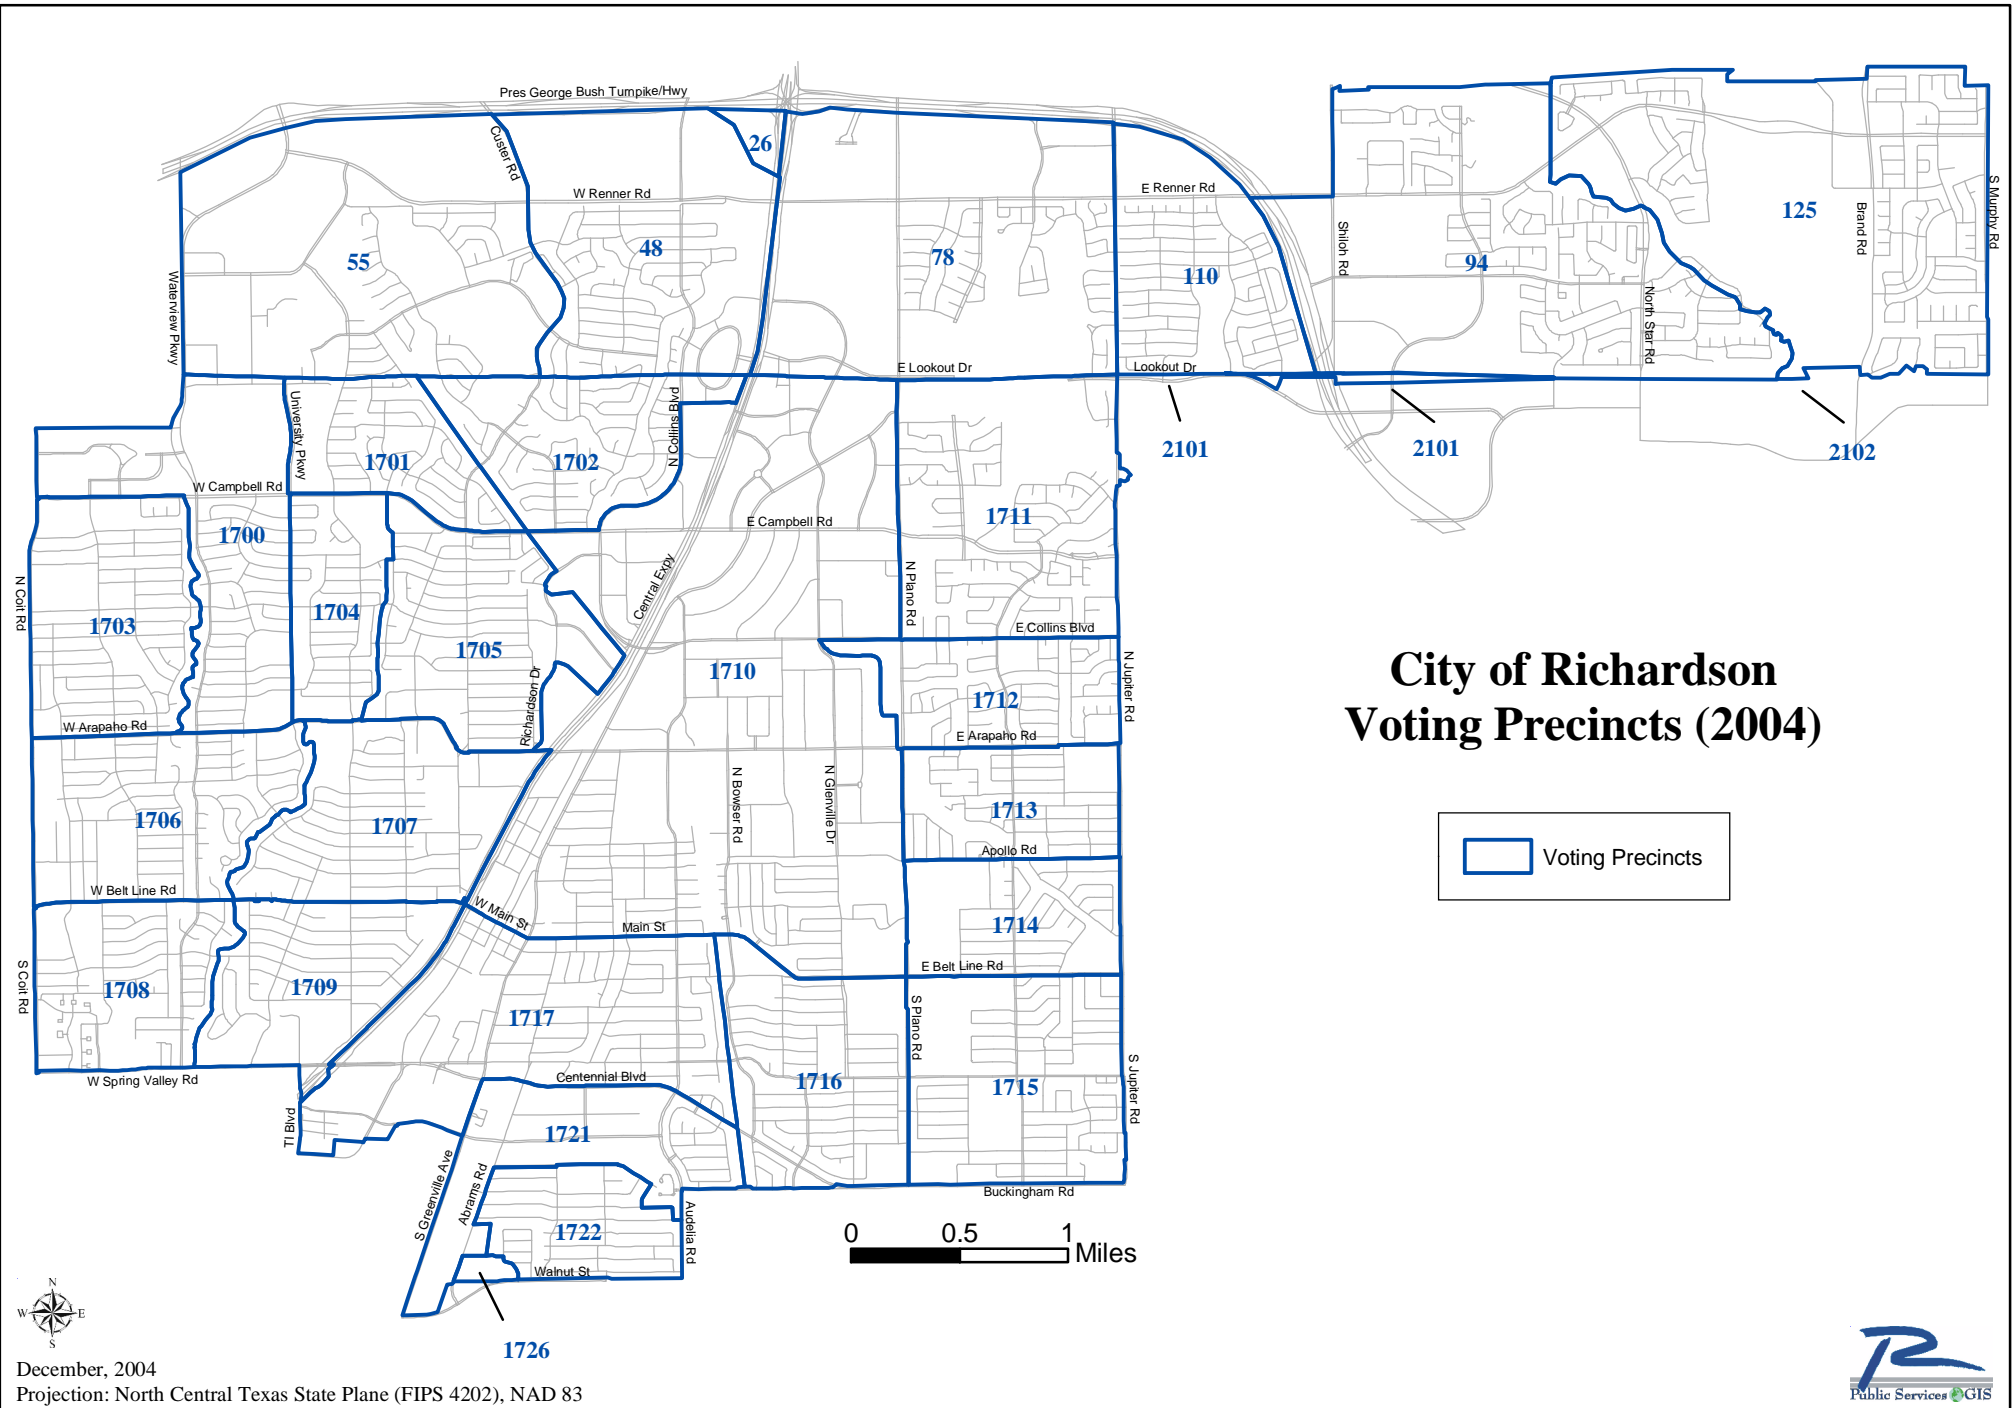 Pres George Bush Turnpike/Hwy
26
Custer Rd
W Renner Rd
E Renner Rd
S Murphy Rd
125
Brand Rd
55
48
78
110
Shiloh Rd
94
North Star Rd
Waterview Pkwy
E Lookout Dr
Lookout Dr
University Pkwy
N Collins Blvd
1701
1702
2101
2101
2102
W Campbell Rd
1700
E Campbell Rd
1711
N Coit Rd
1703
1704
1705
Central Expy
N Plano Rd
E Collins Blvd
1710
Richardson Dr
1712
N Jupiter Rd
City of Richardson
Voting Precincts (2004)
W Arapaho Rd
E Arapaho Rd
N Bowser Rd
N Glenville Dr
1706
1707
1713
Apollo Rd
Voting Precincts
W Belt Line Rd
W Main St
Main St
1714
E Belt Line Rd
S Coit Rd
1708
1709
1717
S Plano Rd
W Spring Valley Rd
Centennial Blvd
1716
1715
S Jupiter Rd
TI Blvd
1721
S Greenville Ave
Abrams Rd
Buckingham Rd
1722
Audelia Rd
0 0.5 1
Miles
Walnut St
1726
N
W E
S
December, 2004
Projection: North Central Texas State Plane (FIPS 4202), NAD 83
Public Services GIS